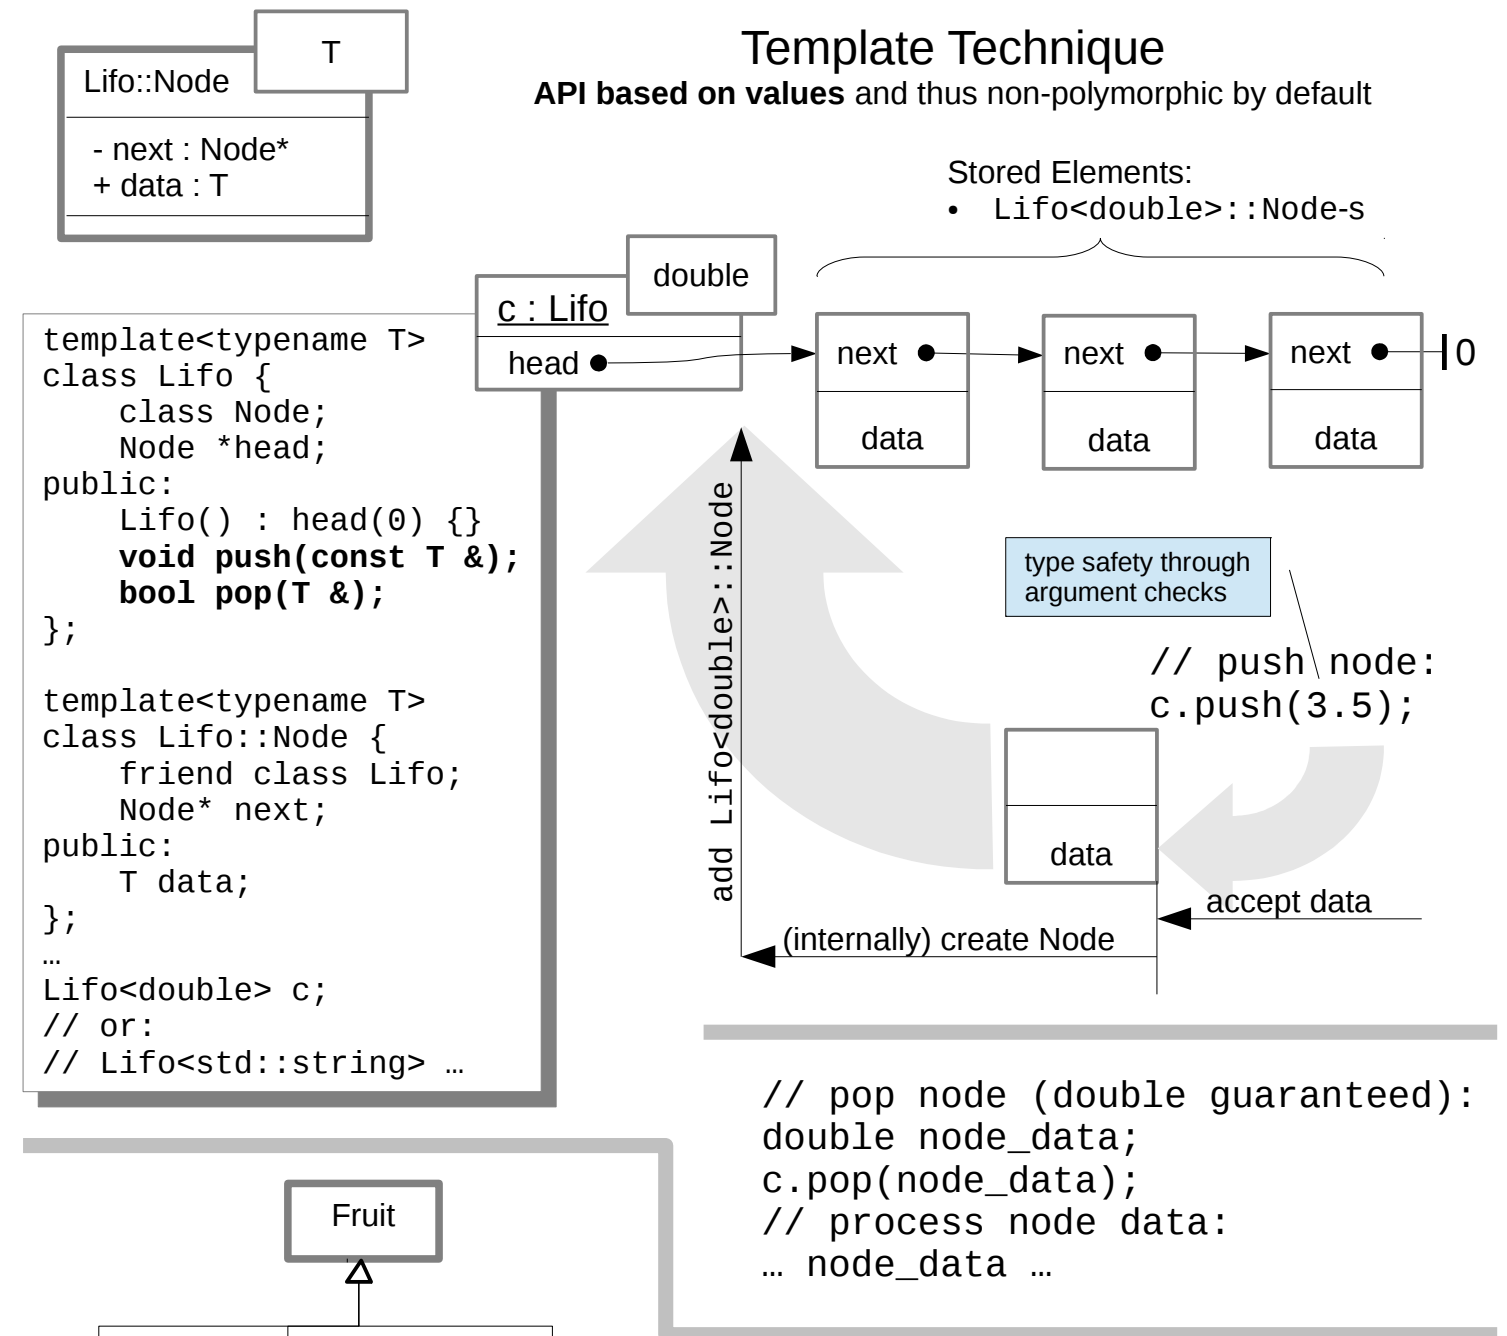 Template Technique
API based on values and thus non-polymorphic by default
T
Lifo::Node
- next : Node*
+ data : T
Stored Elements:
• Lifo<double>::Node-s
double
c : Lifo
head
next
next
next
0
data
data
data
template<typename T>
class Lifo {
    class Node;
    Node *head;
public:
    Lifo() : head(0) {}
    void push(const T &);
    bool pop(T &);
};

template<typename T>
class Lifo::Node {
    friend class Lifo;
    Node* next;
public:
    T data;
};
…
Lifo<double> c;
// or:
// Lifo<std::string> …
add Lifo<double>::Node
type safety through
argument checks
// push node:
c.push(3.5);
data
accept data
(internally) create Node
// pop node (double guaranteed):
double node_data;
c.pop(node_data);
// process node data:
… node_data …
Fruit